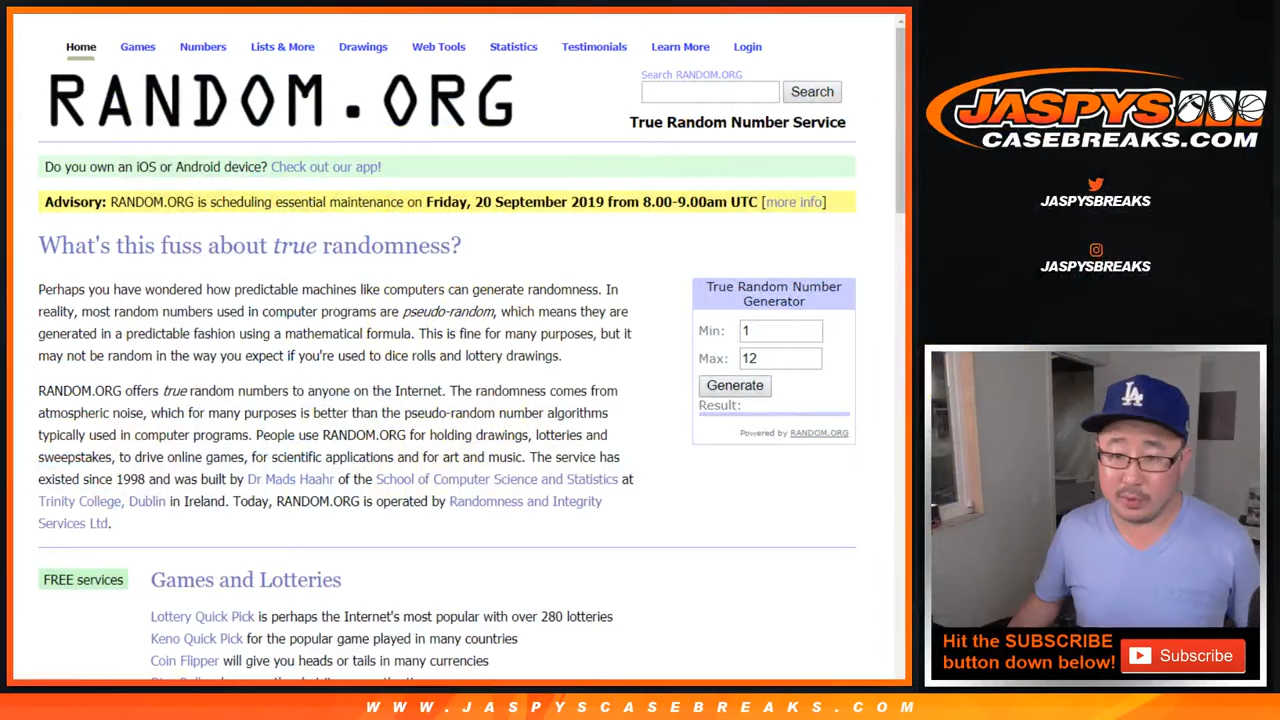 Home Games Numbers Lists & More Drawings Web Tools Statistics Testimonials Learn More Login
RANDOM.ORG
Search RANDOM.ORG
Search
True Random Number Service
Do you own an iOS or Android device? Check out our app!
Advisory: RANDOM.ORG is scheduling essential maintenance on Friday, 20 September 2019 from 8.00-9.00am UTC [more info]
What's this fuss about true randomness?
Perhaps you have wondered how predictable machines like computers can generate randomness. In
reality, most random numbers used in computer programs are pseudo-random, which means they are
generated in a predictable fashion using a mathematical formula. This is fine for many purposes, but it
may not be random in the way you expect if you're used to dice rolls and lottery drawings.
RANDOM.ORG offers true random numbers to anyone on the Internet. The randomness comes from
atmospheric noise, which for many purposes is better than the pseudo-random number algorithms
typically used in computer programs. People use RANDOM.ORG for holding drawings, lotteries and
sweepstakes, to drive online games, for scientific applications and for art and music. The service has
existed since 1998 and was built by Dr Mads Haahr of the School of Computer Science and Statistics at
Trinity College, Dublin in Ireland. Today, RANDOM.ORG is operated by Randomness and Integrity
Services Ltd.
True Random Number
Generator
Min: 1
Max: 12
Generate
Result:
Powered by RANDOM.ORG
FREE services
Games and Lotteries
Lottery Quick Pick is perhaps the Internet's most popular with over 280 lotteries
Keno Quick Pick for the popular game played in many countries
Coin Flipper will give you heads or tails in many currencies
JASPYS
CASEBREAKS.COM
JASPYSBREAKS
JASPYSBREAKS
LA
Hit the SUBSCRIBE
button down below!
Subscribe
WWW.JASPYSCASEBREAKS.COM